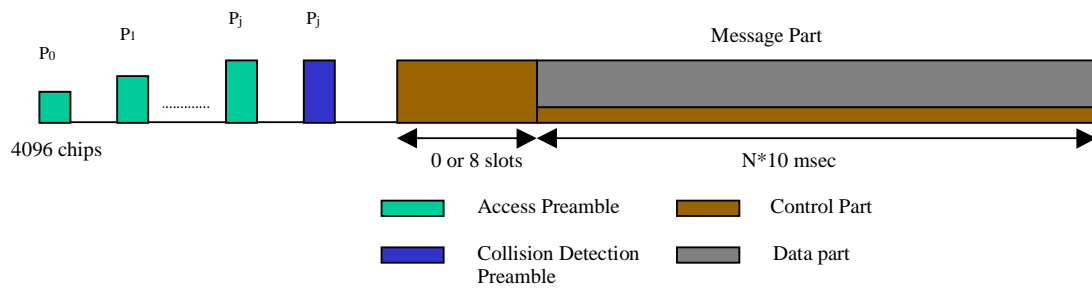 P0
P1
Pj
Pj
Message Part
4096 chips
0 or 8 slots
N*10 msec
Access Preamble
Control Part
Collision Detection
Preamble
Data part